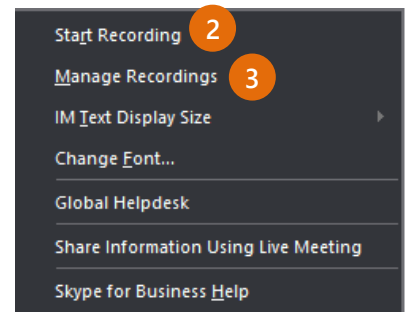 Start Recording 2
Manage Recordings 3
IM Text Display Size
Change Font...
Global Helpdesk
Share Information Using Live Meeting
Skype for Business Help